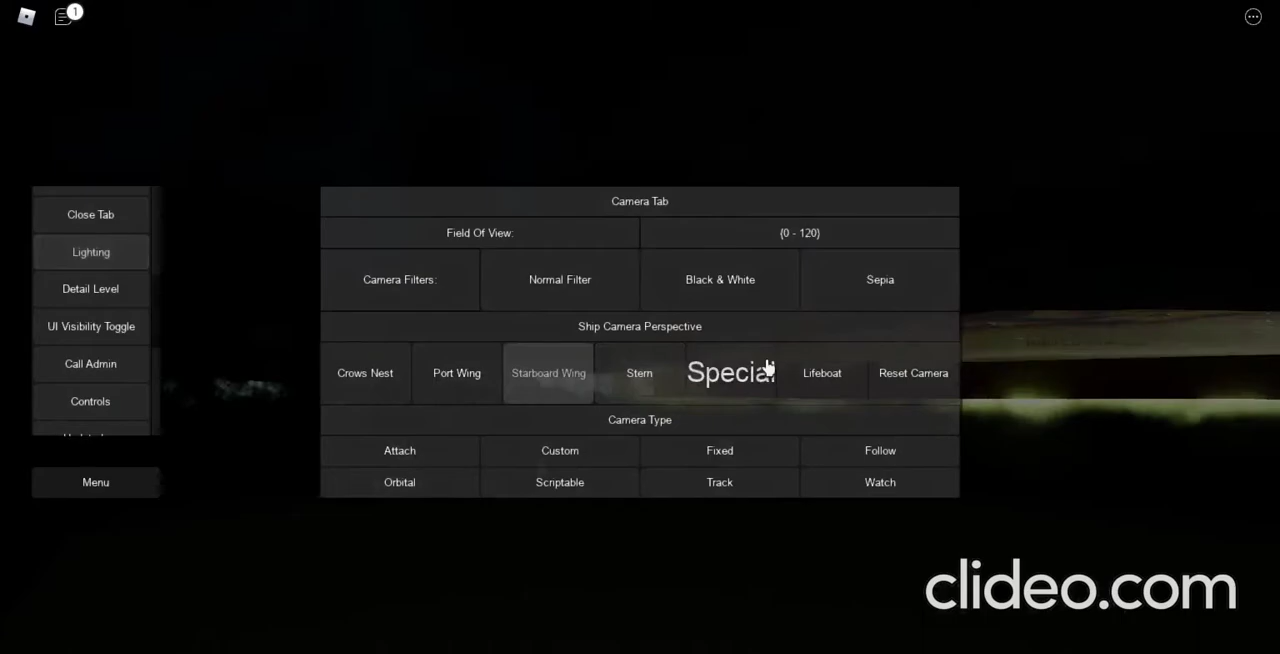 1
Close Tab
Lighting
Detail Level
UI Visibility Toggle
Call Admin
Controls
Menu
Camera Tab
Field Of View: {0 - 120}
Camera Filters: Normal Filter Black & White Sepia
Ship Camera Perspective
Crows Nest Port Wing Starboard Wing Stern Special Lifeboat Reset Camera
Camera Type
Attach Custom Fixed Follow
Orbital Scriptable Track Watch
clideo.com